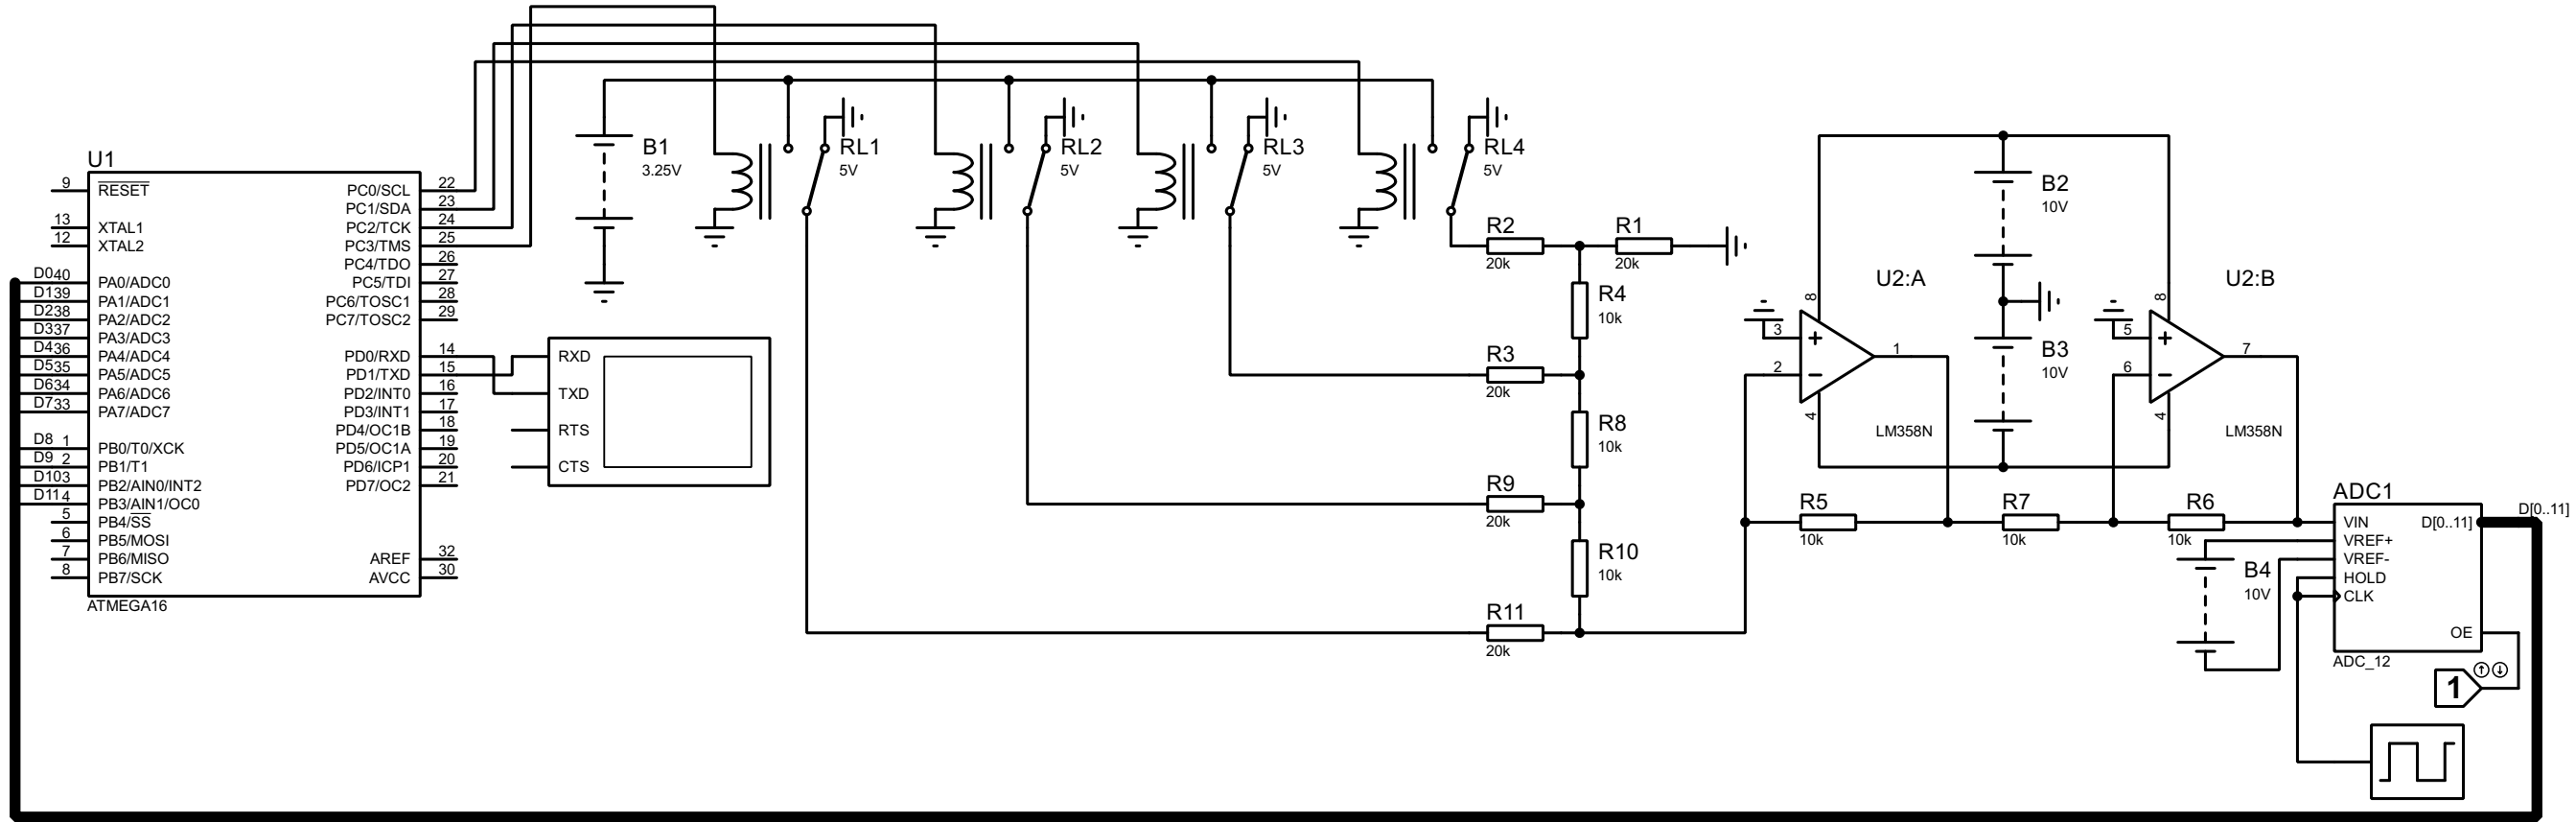 U1
9 RESET
13 XTAL1
12 XTAL2
D0 40 PA0/ADC0
D1 39 PA1/ADC1
D2 38 PA2/ADC2
D3 37 PA3/ADC3
D4 36 PA4/ADC4
D5 35 PA5/ADC5
D6 34 PA6/ADC6
D7 33 PA7/ADC7
D8 1 PB0/T0/XCK
D9 2 PB1/T1
D10 3 PB2/AIN0/INT2
D11 4 PB3/AIN1/OC0
5 PB4/SS
6 PB5/MOSI
7 PB6/MISO
8 PB7/SCK
PC0/SCL 22
PC1/SDA 23
PC2/TCK 24
PC3/TMS 25
PC4/TDO 26
PC5/TDI 27
PC6/TOSC1 28
PC7/TOSC2 29
PD0/RXD 14
PD1/TXD 15
PD2/INT0 16
PD3/INT1 17
PD4/OC1B 18
PD5/OC1A 19
PD6/ICP1 20
PD7/OC2 21
AREF 32
AVCC 30
ATMEGA16
RXD
TXD
RTS
CTS
B1
3.25V
RL1
5V
RL2
5V
RL3
5V
RL4
5V
R2
20k
R1
20k
R4
10k
R3
20k
R8
10k
R9
20k
R10
10k
R11
20k
U2:A
8
3 +
2 −
1
4
LM358N
B2
10V
B3
10V
U2:B
8
5 +
6 −
7
4
LM358N
R5
10k
R7
10k
R6
10k
B4
10V
ADC1
VIN
VREF+
VREF-
HOLD
CLK
D[0..11]
OE
ADC_12
D[0..11]
1